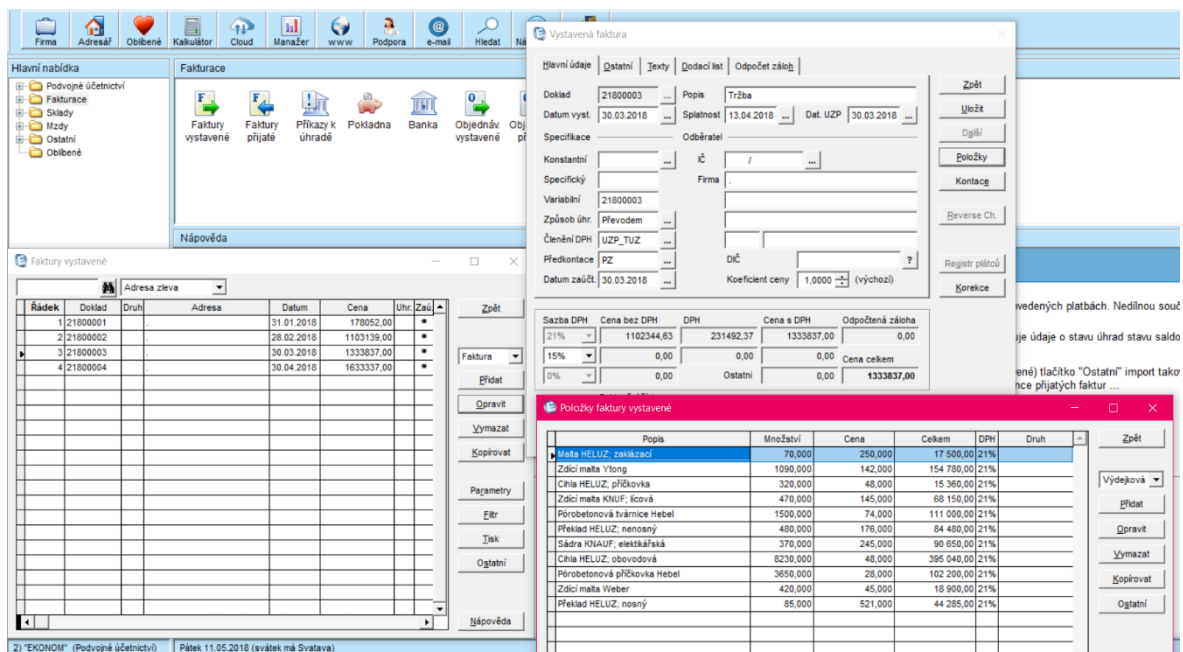 Firma Adresář Oblíbené Kalkulátor Cloud Manažer www Podpora e-mail Hledat
Hlavní nabídka
Podvojné účetnictví
Fakturace
Sklady
Mzdy
Ostatní
Oblíbené
Fakturace
Faktury vystavené
Faktury přijaté
Příkazy k úhradě
Pokladna
Banka
Objednáv. vystavené
Nápověda
Vystavená faktura
Hlavní údaje Ostatní Texty Dodací list Odpočet záloh
Doklad 21800003 ... Popis Tržba
Datum vyst. 30.03.2018 ... Splatnost 13.04.2018 ... Dat. UZP 30.03.2018 ...
Specifikace Odběratel
Konstantní ... IČ / ...
Specifický Firma .
Variabilní 21800003
Způsob úhr. Převodem ...
Členění DPH UZP_TUZ ...
Předkontace PZ ... DIČ ?
Datum zaúčt. 30.03.2018 ... Koeficient ceny 1,0000 (výchozí)
Zpět
Uložit
Další
Položky
Kontace
Reverse Ch.
Registr plátců
Korekce
Sazba DPH Cena bez DPH DPH Cena s DPH Odpočtená záloha
21% 1102344,63 231492,37 1333837,00 0,00
15% 0,00 0,00 0,00 Cena celkem
0% 0,00 Ostatní 0,00 1333837,00
vedených platbách. Nedílnou souč
je údaje o stavu úhrad stavu saldo
ené) tlačítko "Ostatní" import tako
nce přijatých faktur ...
Faktury vystavené
Adresa zleva
Řádek Doklad Druh Adresa Datum Cena Uhr. Zaú.
1 21800001 . 31.01.2018 178052,00 *
2 21800002 . 28.02.2018 1103139,00 *
3 21800003 . 30.03.2018 1333837,00 *
4 21800004 . 30.04.2018 1633337,00 *
Zpět
Faktura
Přidat
Opravit
Vymazat
Kopírovat
Parametry
Filtr
Tisk
Ostatní
Nápověda
Položky faktury vystavené
Popis Množství Cena Celkem DPH Druh
Malta HELUZ; zaklázací 70,000 250,000 17 500,00 21%
Zdící malta Ytong 1090,000 142,000 154 780,00 21%
Cihla HELUZ; příčkovka 320,000 48,000 15 360,00 21%
Zdící malta KNUF; lícová 470,000 145,000 68 150,00 21%
Pórobetonová tvárnice Hebel 1500,000 74,000 111 000,00 21%
Překlad HELUZ; nenosný 480,000 176,000 84 480,00 21%
Sádra KNAUF; elektikářská 370,000 245,000 90 650,00 21%
Cihla HELUZ; obovodová 8230,000 48,000 395 040,00 21%
Pórobetonová příčkovka Hebel 3650,000 28,000 102 200,00 21%
Zdící malta Weber 420,000 45,000 18 900,00 21%
Překlad HELUZ; nosný 85,000 521,000 44 285,00 21%
Zpět
Výdejková
Přidat
Opravit
Vymazat
Kopírovat
Ostatní
2) "EKONOM" (Podvojné účetnictví) Pátek 11.05.2018 (svátek má Svatava)